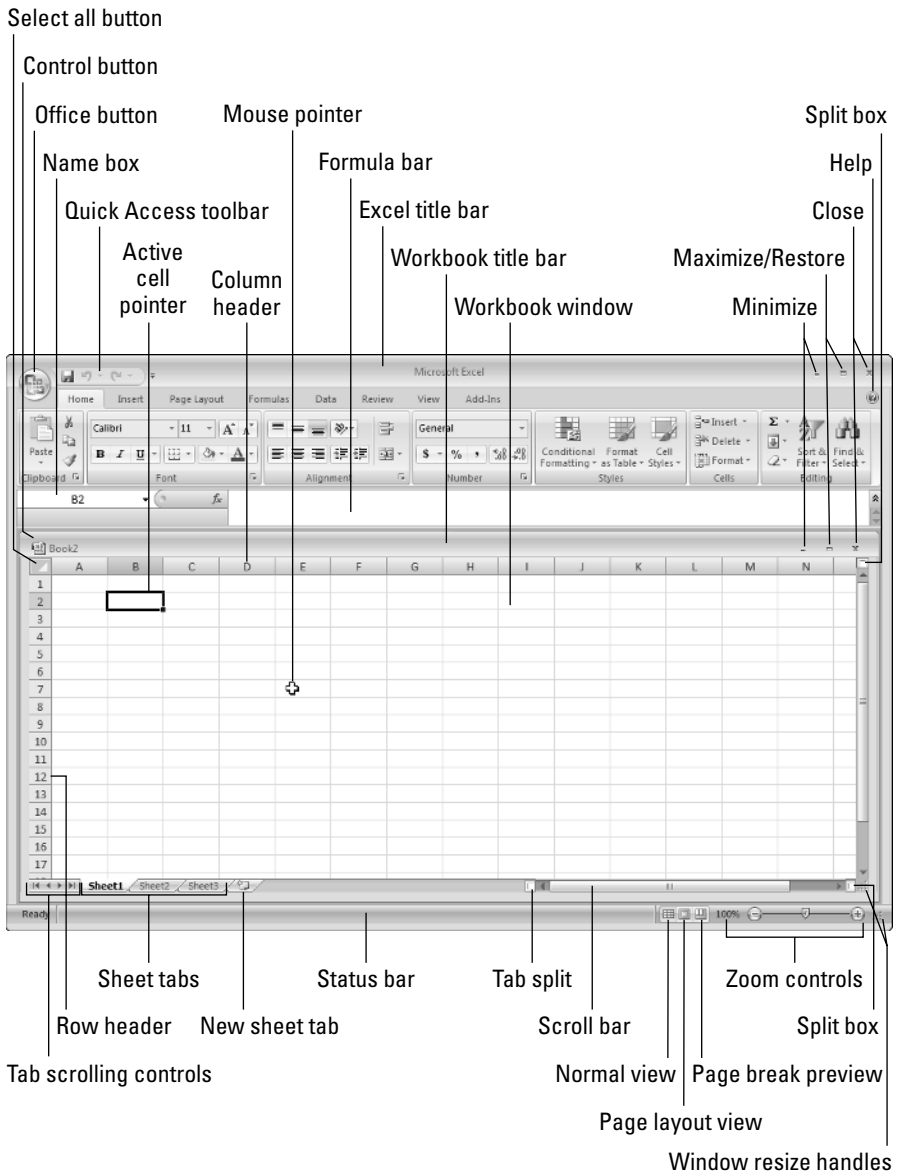 Select all button
Control button
Office button
Mouse pointer
Split box
Name box
Formula bar
Help
Quick Access toolbar
Excel title bar
Close
Active
cell
pointer
Column
header
Workbook title bar
Maximize/Restore
Workbook window
Minimize
Microsoft Excel
Home Insert Page Layout Formulas Data Review View Add-Ins
Paste
Calibri 11
B I U
General
$ % ,
Conditional
Formatting
Format
as Table
Cell
Styles
Insert
Delete
Format
Sort &
Filter
Find &
Select
Clipboard Font Alignment Number Styles Cells Editing
B2 fx
Book2
A B C D E F G H I J K L M N
1
2
3
4
5
6
7
8
9
10
11
12
13
14
15
16
17
Sheet1 Sheet2 Sheet3
Ready 100%
Sheet tabs
Status bar
Tab split
Zoom controls
Row header
New sheet tab
Scroll bar
Split box
Tab scrolling controls
Normal view
Page break preview
Page layout view
Window resize handles